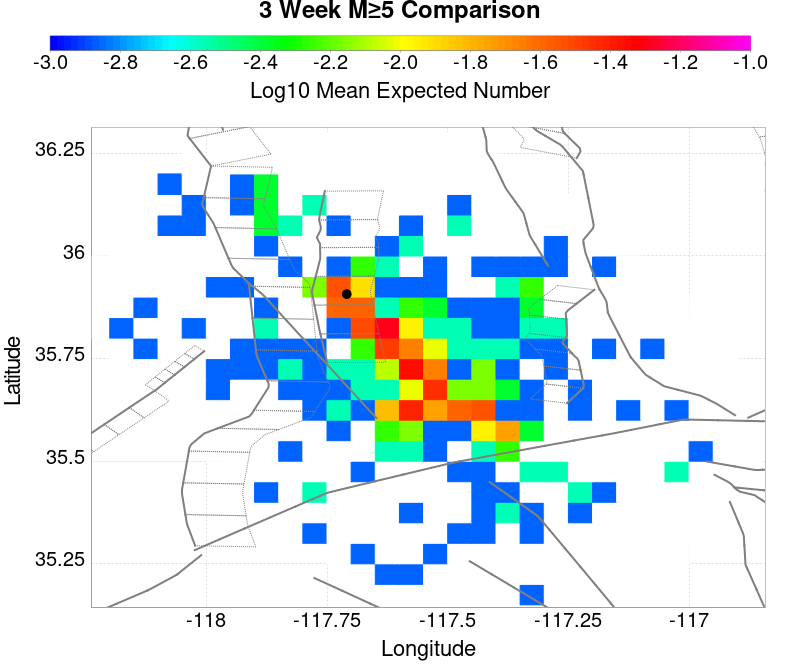 3 Week M≥5 Comparison
-3.0 -2.8 -2.6 -2.4 -2.2 -2.0 -1.8 -1.6 -1.4 -1.2 -1.0
Log10 Mean Expected Number
36.25
36
35.75
35.5
35.25
Latitude
-118 -117.75 -117.5 -117.25 -117
Longitude